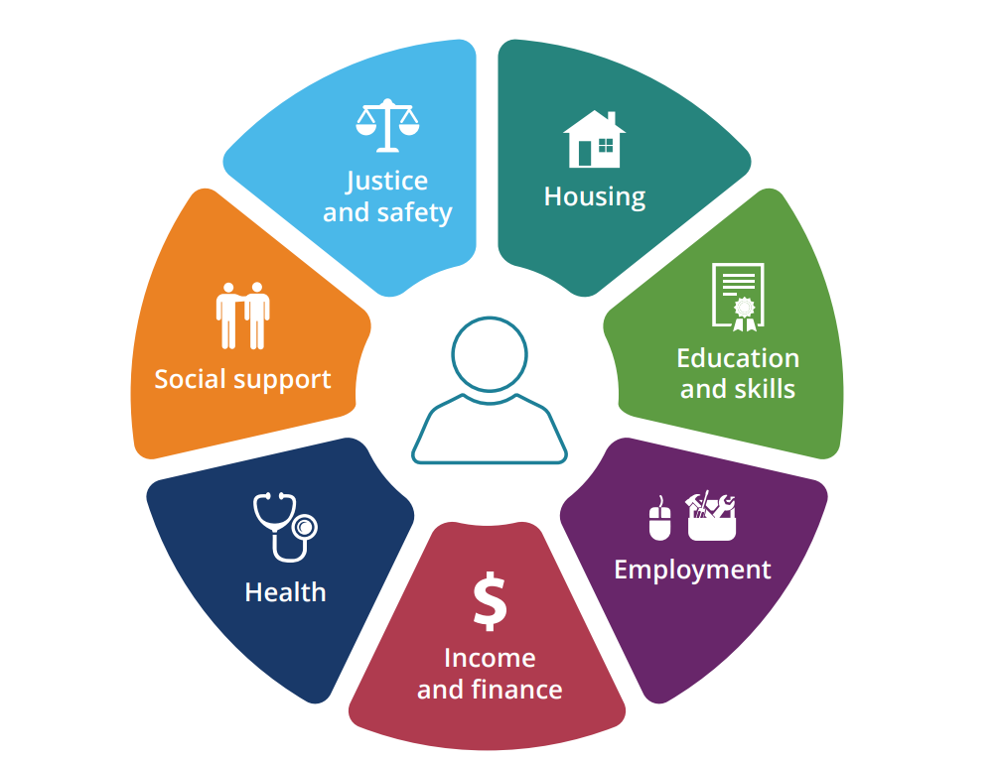 Justice
and safety
Housing
Education
and skills
Employment
$
Income
and finance
Health
Social support